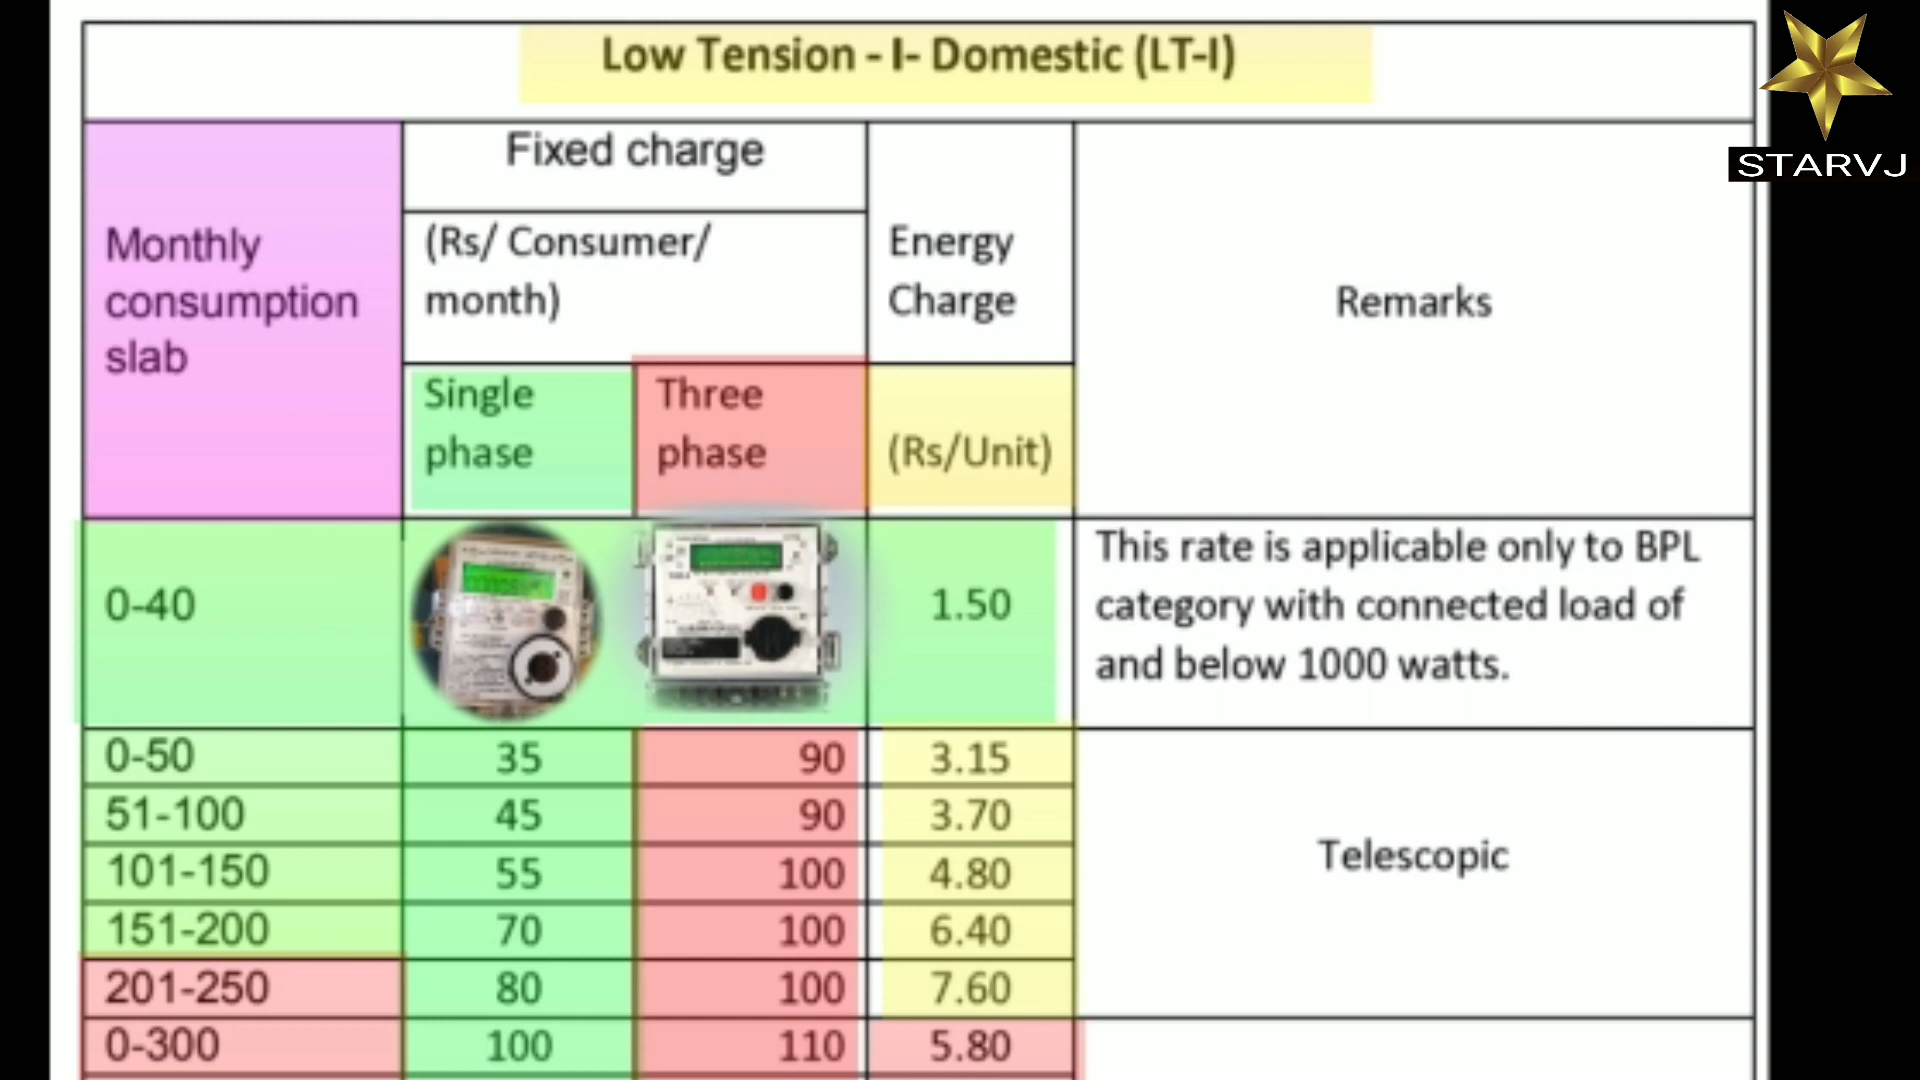 Low Tension - I- Domestic (LT-I)
STARVJ
Monthly
consumption
slab
Fixed charge
(Rs/ Consumer/
month)
Single
phase
Three
phase
Energy
Charge
(Rs/Unit)
Remarks
0-40
1.50
This rate is applicable only to BPL
category with connected load of
and below 1000 watts.
0-50 35 90 3.15
51-100 45 90 3.70
101-150 55 100 4.80
151-200 70 100 6.40
201-250 80 100 7.60
Telescopic
0-300 100 110 5.80